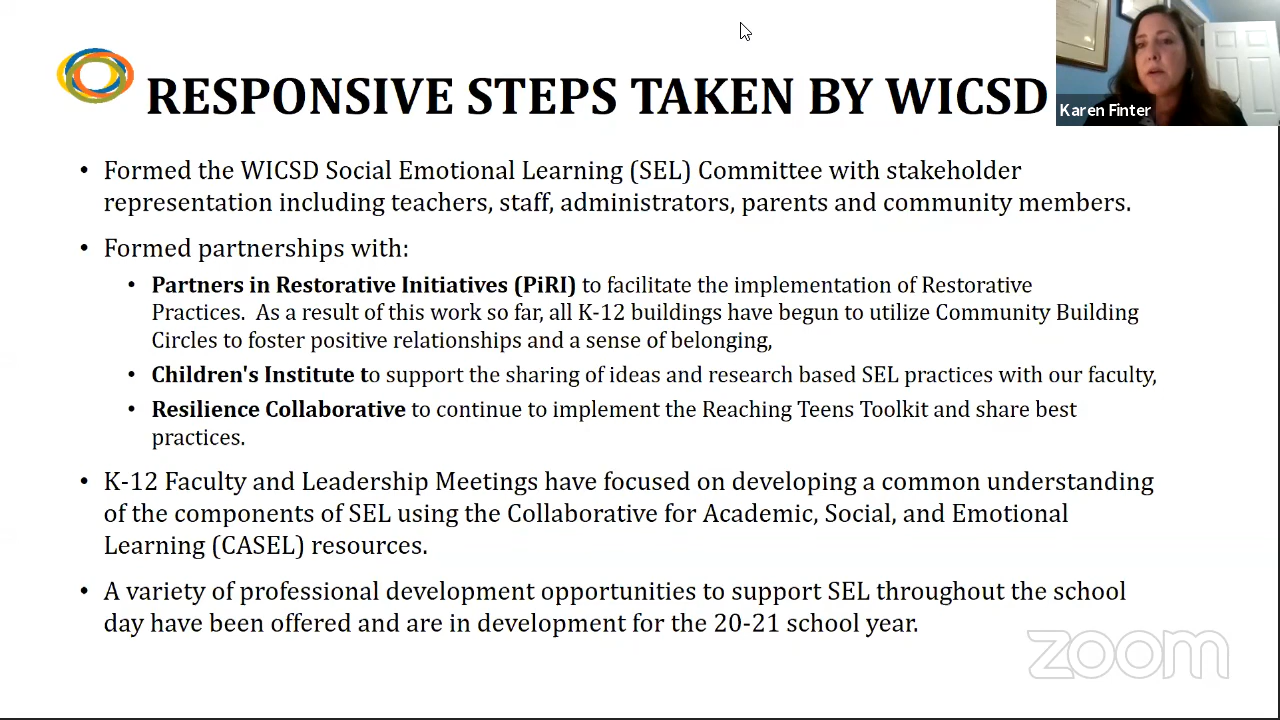 RESPONSIVE STEPS TAKEN BY WICSD
Karen Finter
• Formed the WICSD Social Emotional Learning (SEL) Committee with stakeholder
representation including teachers, staff, administrators, parents and community members.
• Formed partnerships with:
• Partners in Restorative Initiatives (PiRI) to facilitate the implementation of Restorative
Practices.  As a result of this work so far, all K-12 buildings have begun to utilize Community Building
Circles to foster positive relationships and a sense of belonging,
• Children's Institute to support the sharing of ideas and research based SEL practices with our faculty,
• Resilience Collaborative to continue to implement the Reaching Teens Toolkit and share best
practices.
• K-12 Faculty and Leadership Meetings have focused on developing a common understanding
of the components of SEL using the Collaborative for Academic, Social, and Emotional
Learning (CASEL) resources.
• A variety of professional development opportunities to support SEL throughout the school
day have been offered and are in development for the 20-21 school year.
zoom